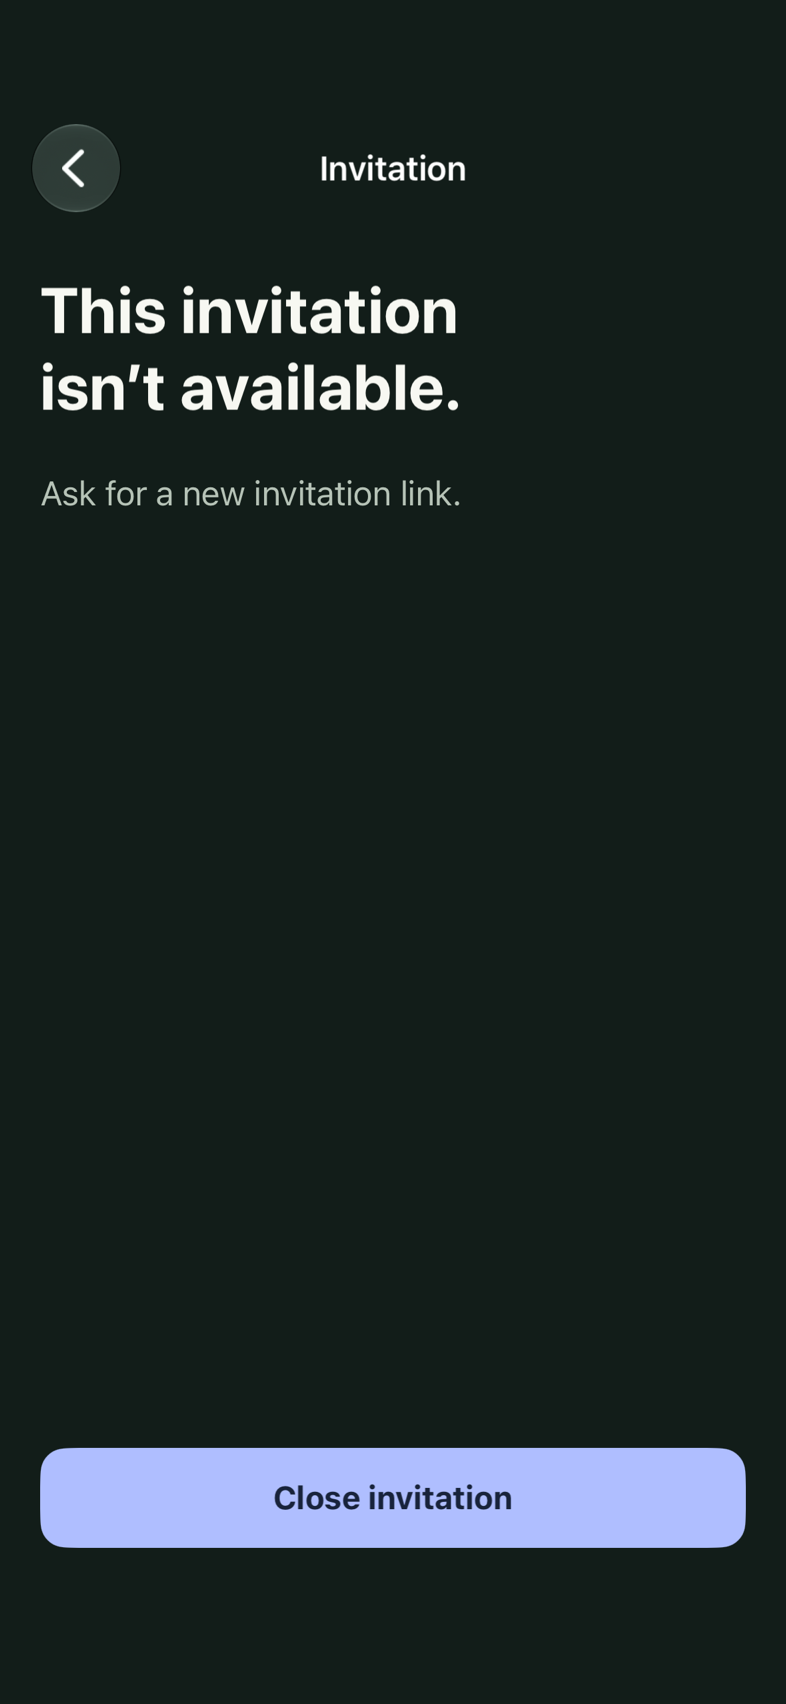 Invitation
This invitation
isn’t available.
Ask for a new invitation link.
Close invitation